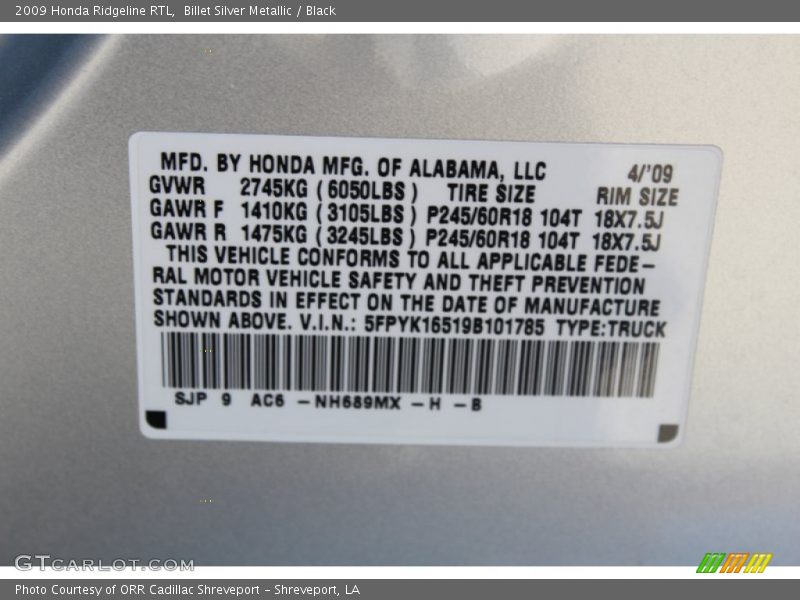 2009 Honda Ridgeline RTL,  Billet Silver Metallic / Black
MFD. BY HONDA MFG. OF ALABAMA, LLC 4/'09
GVWR 2745KG ( 6050LBS ) TIRE SIZE RIM SIZE
GAWR F 1410KG ( 3105LBS ) P245/60R18 104T 18X7.5J
GAWR R 1475KG ( 3245LBS ) P245/60R18 104T 18X7.5J
THIS VEHICLE CONFORMS TO ALL APPLICABLE FEDE-
RAL MOTOR VEHICLE SAFETY AND THEFT PREVENTION
STANDARDS IN EFFECT ON THE DATE OF MANUFACTURE
SHOWN ABOVE. V.I.N.: 5FPYK16519B101785 TYPE:TRUCK
SJP 9 AC6 -NH689MX -H -B
GTCARLOT.COM
Photo Courtesy of ORR Cadillac Shreveport - Shreveport, LA